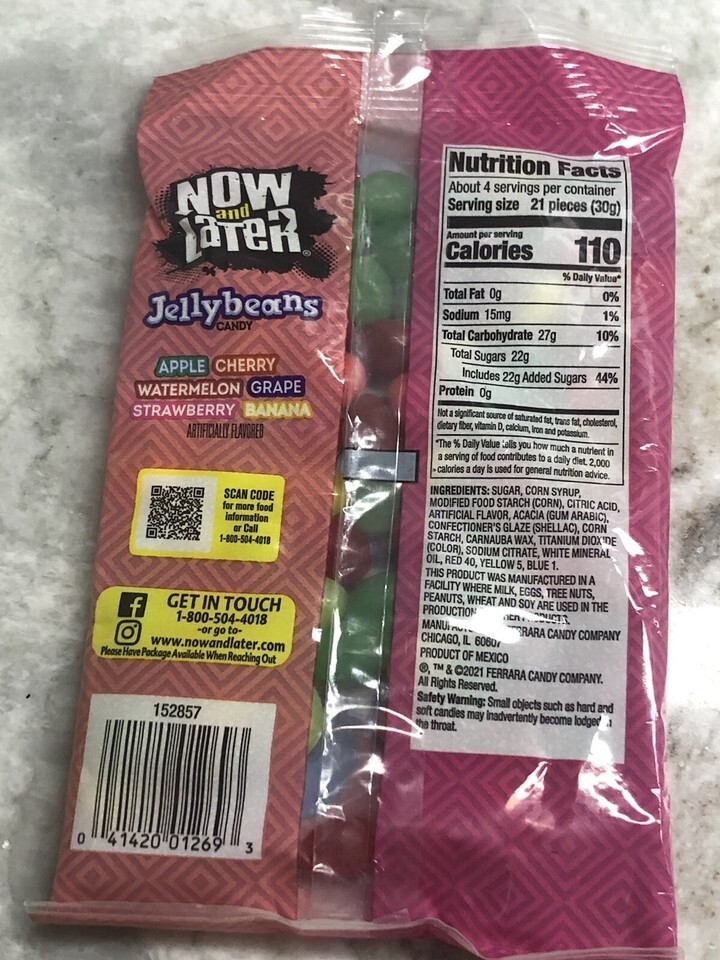 NOW
and
LaTeR®
Jellybeans
CANDY
APPLE CHERRY
WATERMELON GRAPE
STRAWBERRY BANANA
ARTIFICIALLY FLAVORED
SCAN CODE
for more food
information
or Call
1-800-504-4018
f GET IN TOUCH
1-800-504-4018
-or go to-
www.nowandlater.com
Please Have Package Available When Reaching Out
152857
0 41420 01269 3
Nutrition Facts
About 4 servings per container
Serving size 21 pieces (30g)
Amount per serving
Calories 110
% Daily Value*
Total Fat 0g 0%
Sodium 15mg 1%
Total Carbohydrate 27g 10%
Total Sugars 22g
Includes 22g Added Sugars 44%
Protein 0g
Not a significant source of saturated fat, trans fat, cholesterol,
dietary fiber, vitamin D, calcium, iron and potassium.
*The % Daily Value tells you how much a nutrient in
a serving of food contributes to a daily diet. 2,000
calories a day is used for general nutrition advice.
INGREDIENTS: SUGAR, CORN SYRUP,
MODIFIED FOOD STARCH (CORN), CITRIC ACID,
ARTIFICIAL FLAVOR, ACACIA (GUM ARABIC),
CONFECTIONER'S GLAZE (SHELLAC), CORN
STARCH, CARNAUBA WAX, TITANIUM DIOXIDE
(COLOR), SODIUM CITRATE, WHITE MINERAL
OIL, RED 40, YELLOW 5, BLUE 1.
THIS PRODUCT WAS MANUFACTURED IN A
FACILITY WHERE MILK, EGGS, TREE NUTS,
PEANUTS, WHEAT AND SOY ARE USED IN THE
PRODUCTION PRODUCTS.
FERRARA CANDY COMPANY
CHICAGO, IL 60607
PRODUCT OF MEXICO
®, ™ & ©2021 FERRARA CANDY COMPANY.
All Rights Reserved.
Safety Warning: Small objects such as hard and
soft candies may inadvertently become lodged in
the throat.